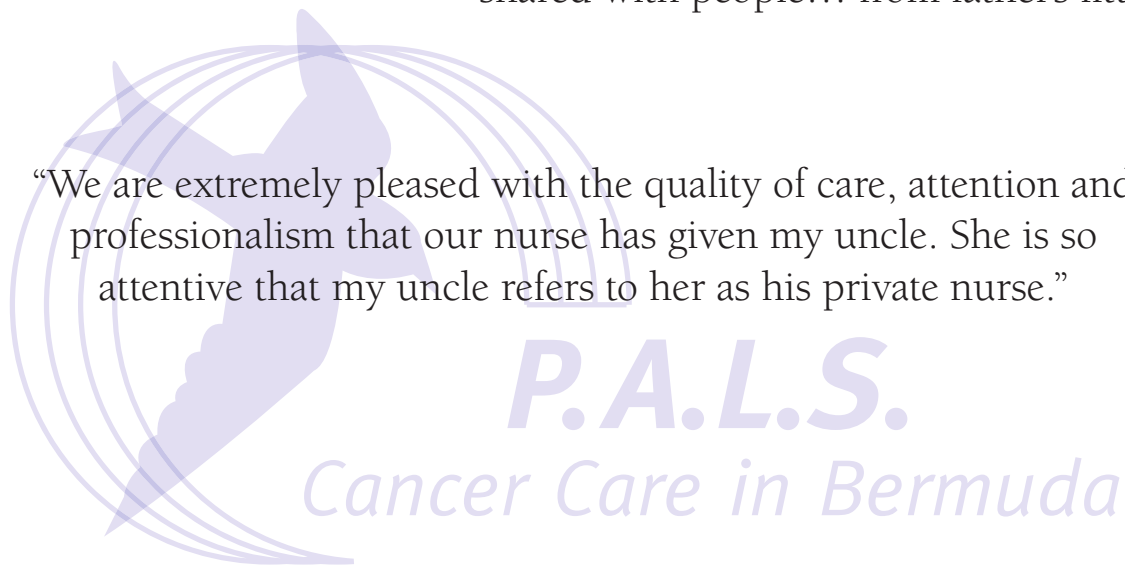 shared with people... from fathers
“We are extremely pleased with the quality of care, attention and
professionalism that our nurse has given my uncle. She is so
attentive that my uncle refers to her as his private nurse.”
P.A.L.S.
Cancer Care in Bermuda